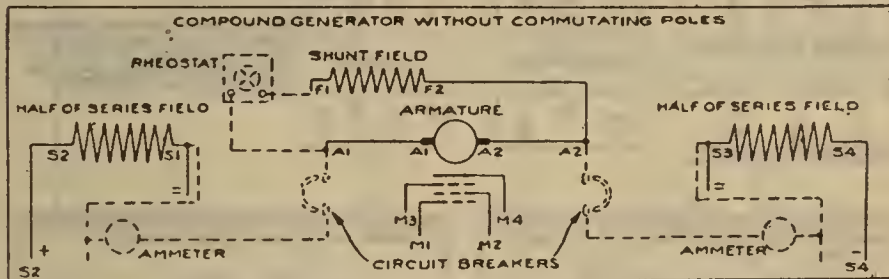 COMPOUND GENERATOR WITHOUT COMMUTATING POLES
SHUNT FIELD
RHEOSTAT
F1 F2
HALF OF SERIES FIELD
ARMATURE
HALF OF SERIES FIELD
S2 S1
A1 A1 A2 A2
S3 S4
=
=
M3 M4
M1 M2
+
AMMETER
CIRCUIT BREAKERS
AMMETER
-
S2
S4